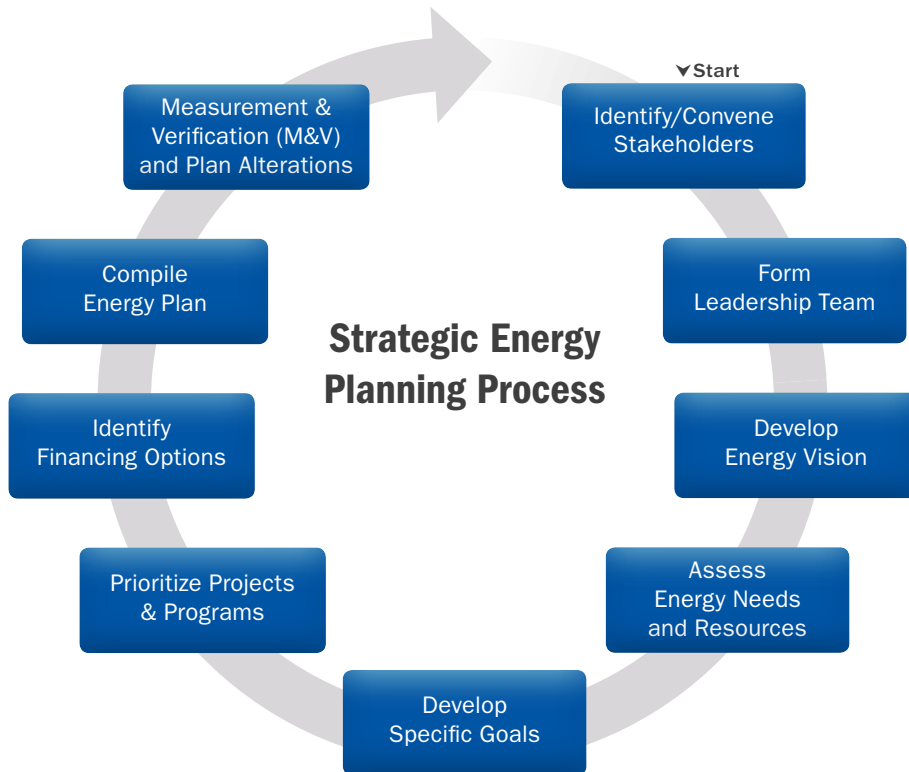 Start
Identify/Convene
Stakeholders
Form
Leadership Team
Develop
Energy Vision
Assess
Energy Needs
and Resources
Develop
Specific Goals
Prioritize Projects
& Programs
Identify
Financing Options
Compile
Energy Plan
Measurement &
Verification (M&V)
and Plan Alterations
Strategic Energy
Planning Process